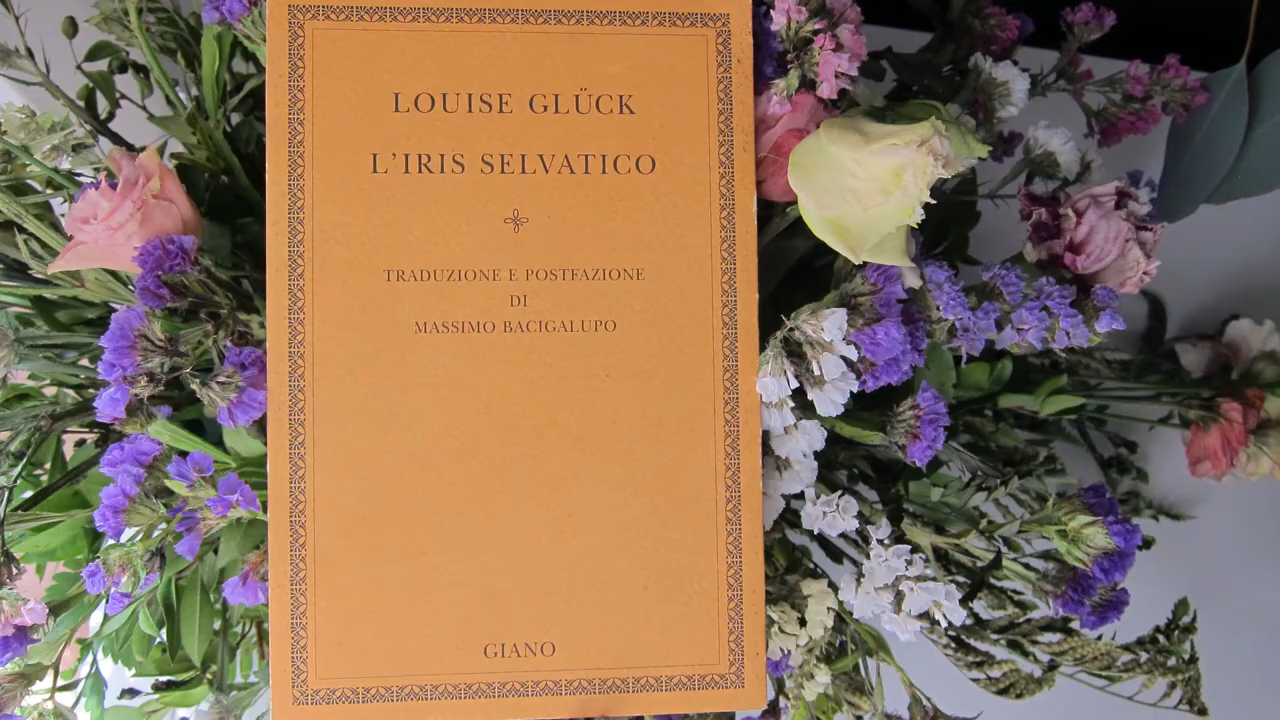 LOUISE GLÜCK
L'IRIS SELVATICO
TRADUZIONE E POSTFAZIONE
DI
MASSIMO BACIGALUPO
GIANO